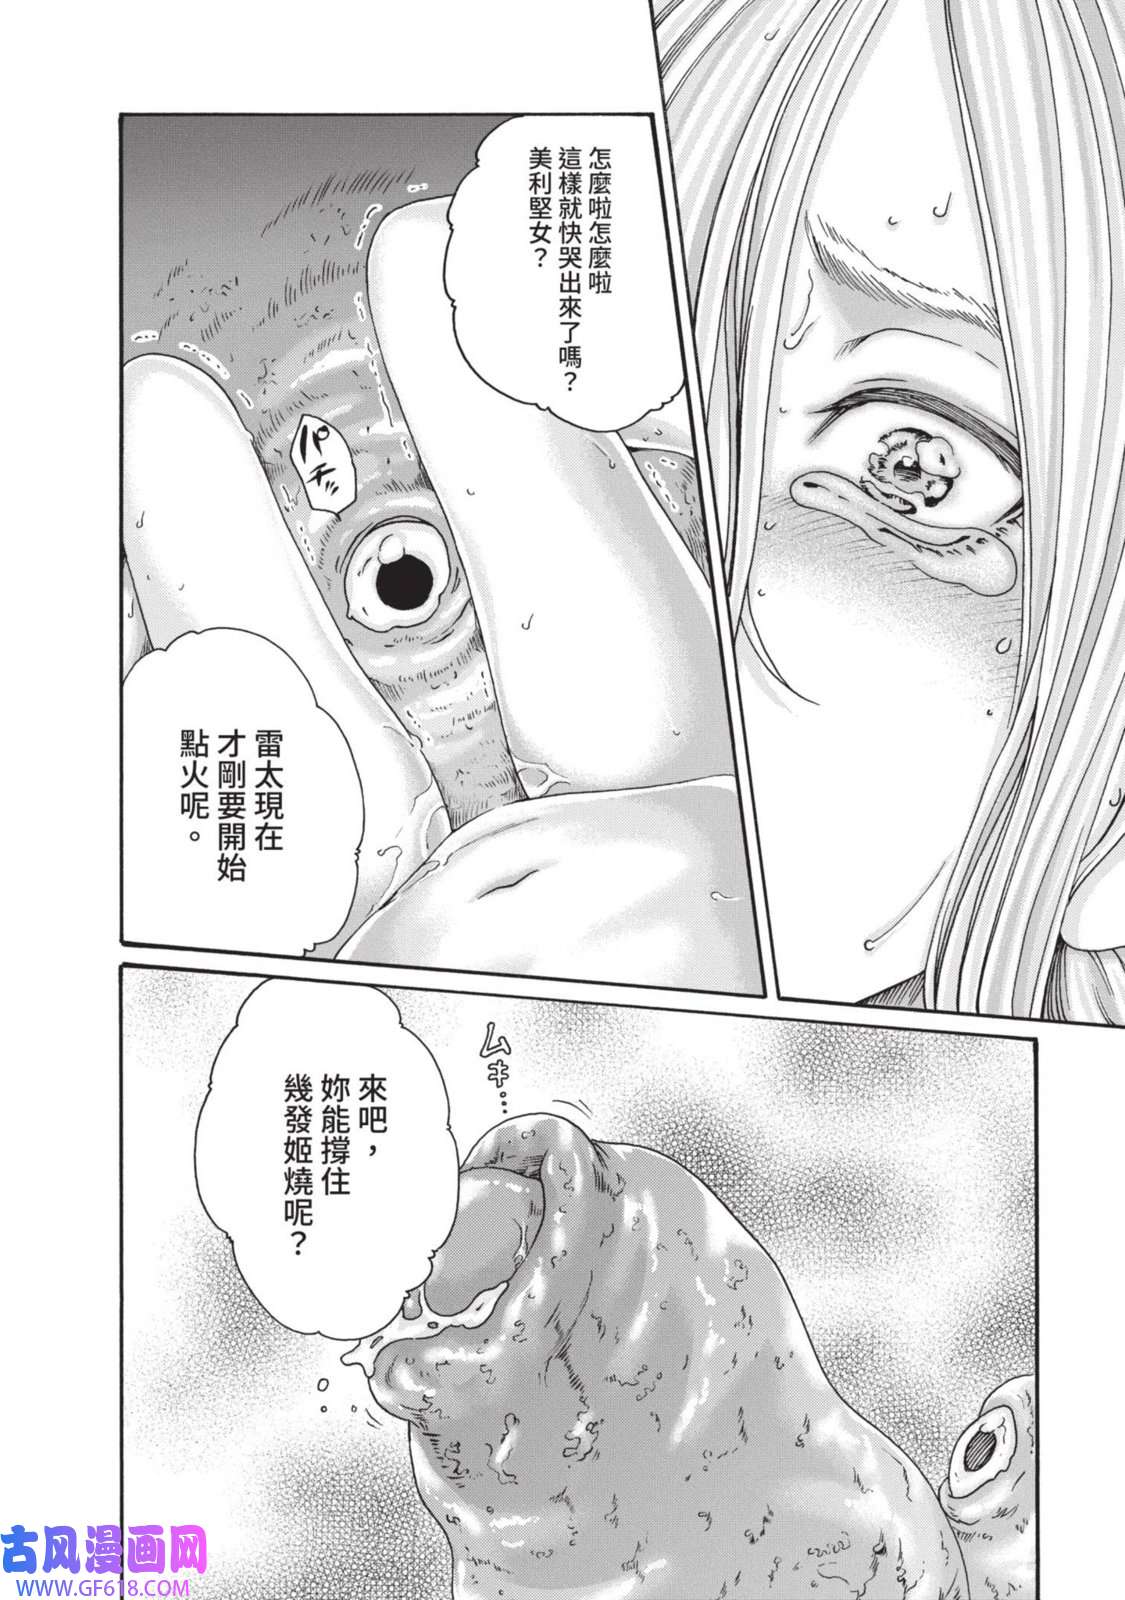 怎麼啦怎麼啦
這樣就快哭出來了嗎？
美利堅女？
パチッ
雷太現在
才剛要開始
點火呢。
來吧，
妳能撐住
幾發姬燒呢？
ムキ…
古风漫画网
WWW.GF618.COM